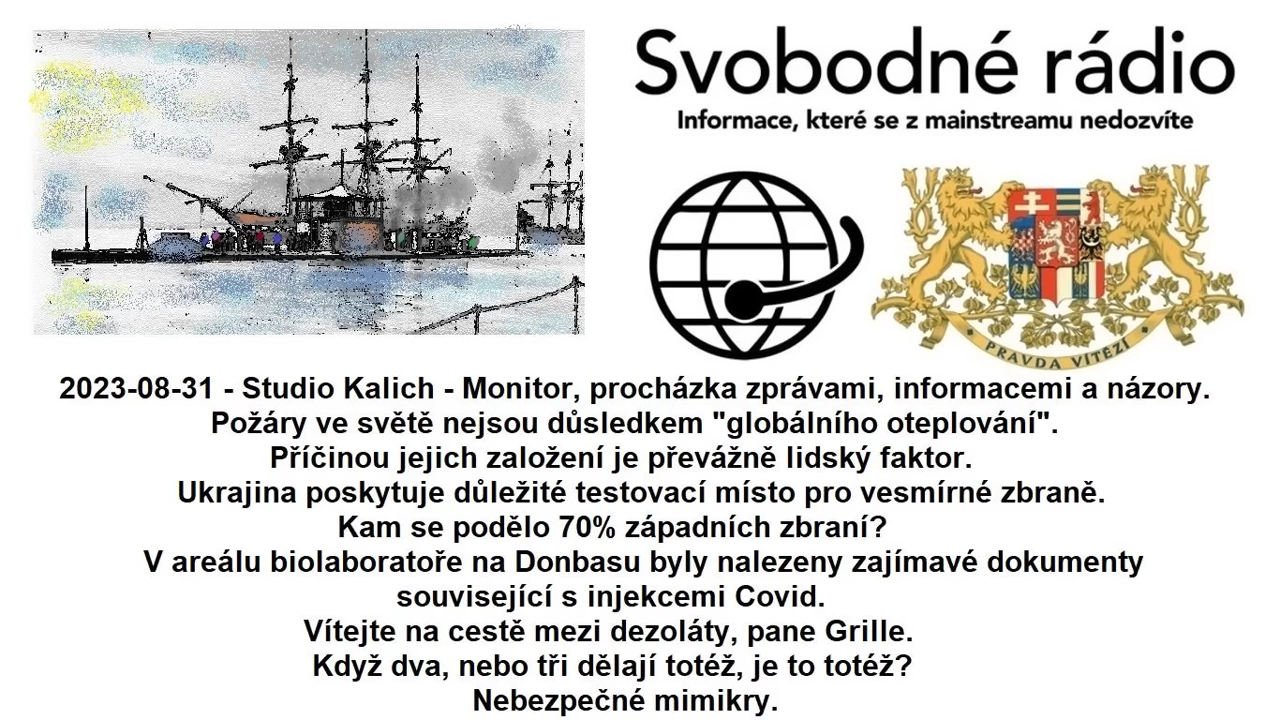 Svobodné rádio
Informace, které se z mainstreamu nedozvíte
PRAVDA VÍTĚZÍ
2023-08-31 - Studio Kalich - Monitor, procházka zprávami, informacemi a názory.
Požáry ve světě nejsou důsledkem "globálního oteplování".
Příčinou jejich založení je převážně lidský faktor.
Ukrajina poskytuje důležité testovací místo pro vesmírné zbraně.
Kam se podělo 70% západních zbraní?
V areálu biolaboratoře na Donbasu byly nalezeny zajímavé dokumenty
související s injekcemi Covid.
Vítejte na cestě mezi dezoláty, pane Grille.
Když dva, nebo tři dělají totéž, je to totéž?
Nebezpečné mimikry.